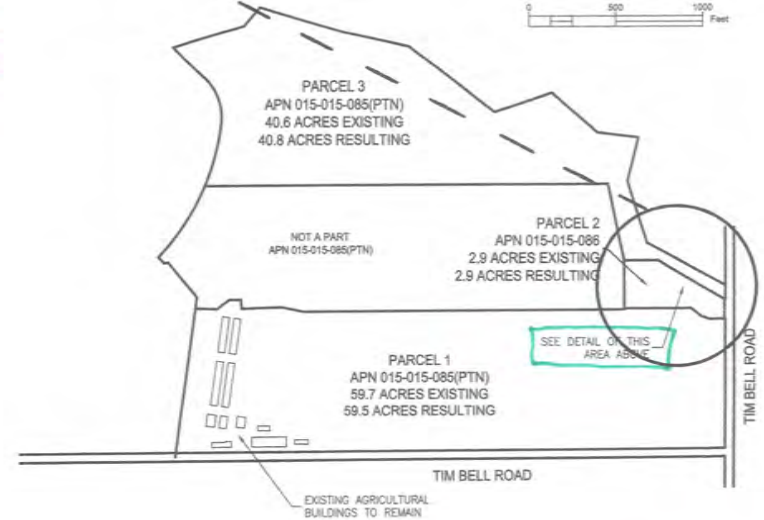 0 500 1000
Feet
PARCEL 3
APN 015-015-085(PTN)
40.6 ACRES EXISTING
40.8 ACRES RESULTING
NOT A PART
APN 015-015-085(PTN)
PARCEL 2
APN 015-015-086
2.9 ACRES EXISTING
2.9 ACRES RESULTING
SEE DETAIL OF THIS
AREA ABOVE
PARCEL 1
APN 015-015-085(PTN)
59.7 ACRES EXISTING
59.5 ACRES RESULTING
TIM BELL ROAD
TIM BELL ROAD
EXISTING AGRICULTURAL
BUILDINGS TO REMAIN